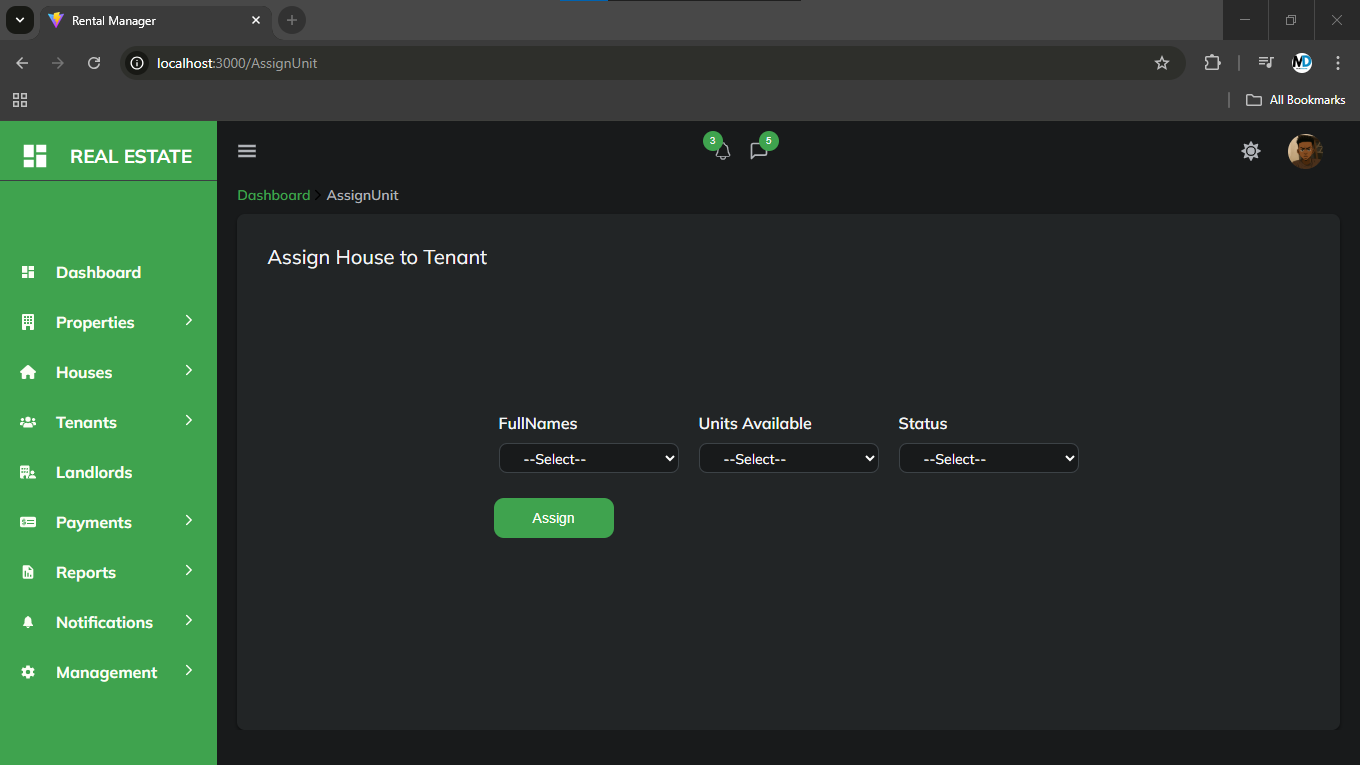 Rental Manager
localhost:3000/AssignUnit
MD
All Bookmarks
REAL ESTATE
3
5
Dashboard > AssignUnit
Assign House to Tenant
Dashboard
Properties
Houses
Tenants
Landlords
Payments
Reports
Notifications
Management
FullNames Units Available Status
--Select-- --Select-- --Select--
Assign